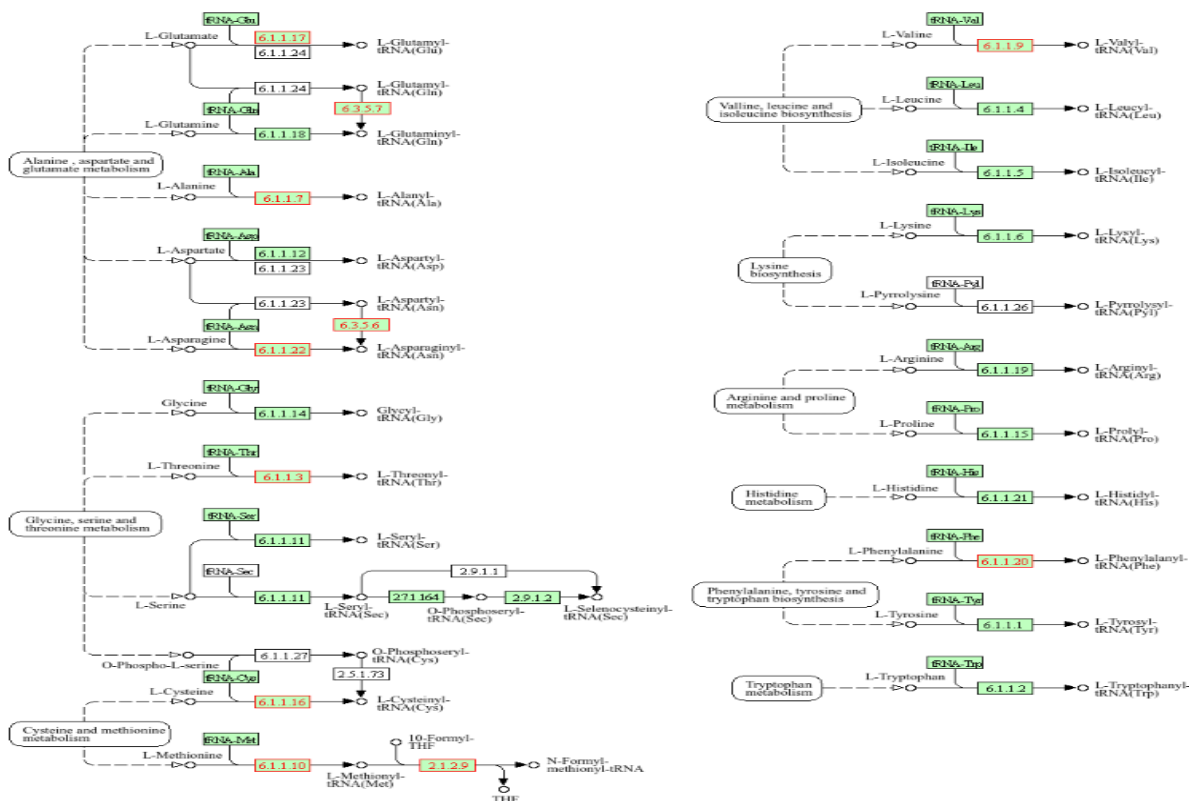 tRNA-Glu
L-Glutamate
6.1.1.17
6.1.1.24
L-Glutamyl-
tRNA(Glu)
6.1.1.24
L-Glutamyl-
tRNA(Gln)
tRNA-Gln
6.3.5.7
L-Glutamine
6.1.1.18
L-Glutaminyl-
tRNA(Gln)
Alanine , aspartate and
glutamate metabolism
tRNA-Ala
L-Alanine
6.1.1.7
L-Alanyl-
tRNA(Ala)
tRNA-Asp
L-Aspartate
6.1.1.12
6.1.1.23
L-Aspartyl-
tRNA(Asp)
6.1.1.23
L-Aspartyl-
tRNA(Asn)
tRNA-Asn
6.3.5.6
L-Asparagine
6.1.1.22
L-Asparaginyl-
tRNA(Asn)
tRNA-Gly
Glycine
6.1.1.14
Glycyl-
tRNA(Gly)
tRNA-Thr
L-Threonine
6.1.1.3
L-Threonyl-
tRNA(Thr)
Glycine, serine and
threonine metabolism
tRNA-Ser
6.1.1.11
L-Seryl-
tRNA(Ser)
tRNA-Sec
L-Serine
6.1.1.11
L-Seryl-
tRNA(Sec)
2.9.1.1
2.7.1.164
O-Phosphoseryl-
tRNA(Sec)
2.9.1.2
L-Selenocysteinyl-
tRNA(Sec)
O-Phospho-L-serine
6.1.1.27
O-Phosphoseryl-
tRNA(Cys)
tRNA-Cys
2.5.1.73
L-Cysteine
6.1.1.16
L-Cysteinyl-
tRNA(Cys)
Cysteine and methionine
metabolism
tRNA-Met
L-Methionine
6.1.1.10
L-Methionyl-
tRNA(Met)
10-Formyl-
THF
2.1.2.9
THF
N-Formyl-
methionyl-tRNA
tRNA-Val
L-Valine
6.1.1.9
L-Valyl-
tRNA(Val)
tRNA-Leu
Valline, leucine and
isoleucine biosynthesis
L-Leucine
6.1.1.4
L-Leucyl-
tRNA(Leu)
tRNA-Ile
L-Isoleucine
6.1.1.5
L-Isoleucyl-
tRNA(Ile)
tRNA-Lys
L-Lysine
6.1.1.6
L-Lysyl-
tRNA(Lys)
Lysine
biosynthesis
tRNA-Pyl
L-Pyrrolysine
6.1.1.26
L-Pyrrolysyl-
tRNA(Pyl)
tRNA-Arg
L-Arginine
6.1.1.19
L-Arginyl-
tRNA(Arg)
Arginine and proline
metabolism
tRNA-Pro
L-Proline
6.1.1.15
L-Prolyl-
tRNA(Pro)
tRNA-His
Histidine
metabolism
L-Histidine
6.1.1.21
L-Histidyl-
tRNA(His)
tRNA-Phe
L-Phenylalanine
6.1.1.20
L-Phenylalanyl-
tRNA(Phe)
Phenylalanine, tyrosine and
tryptophan biosynthesis
tRNA-Tyr
L-Tyrosine
6.1.1.1
L-Tyrosyl-
tRNA(Tyr)
tRNA-Trp
Tryptophan
metabolism
L-Tryptophan
6.1.1.2
L-Tryptophanyl-
tRNA(Trp)